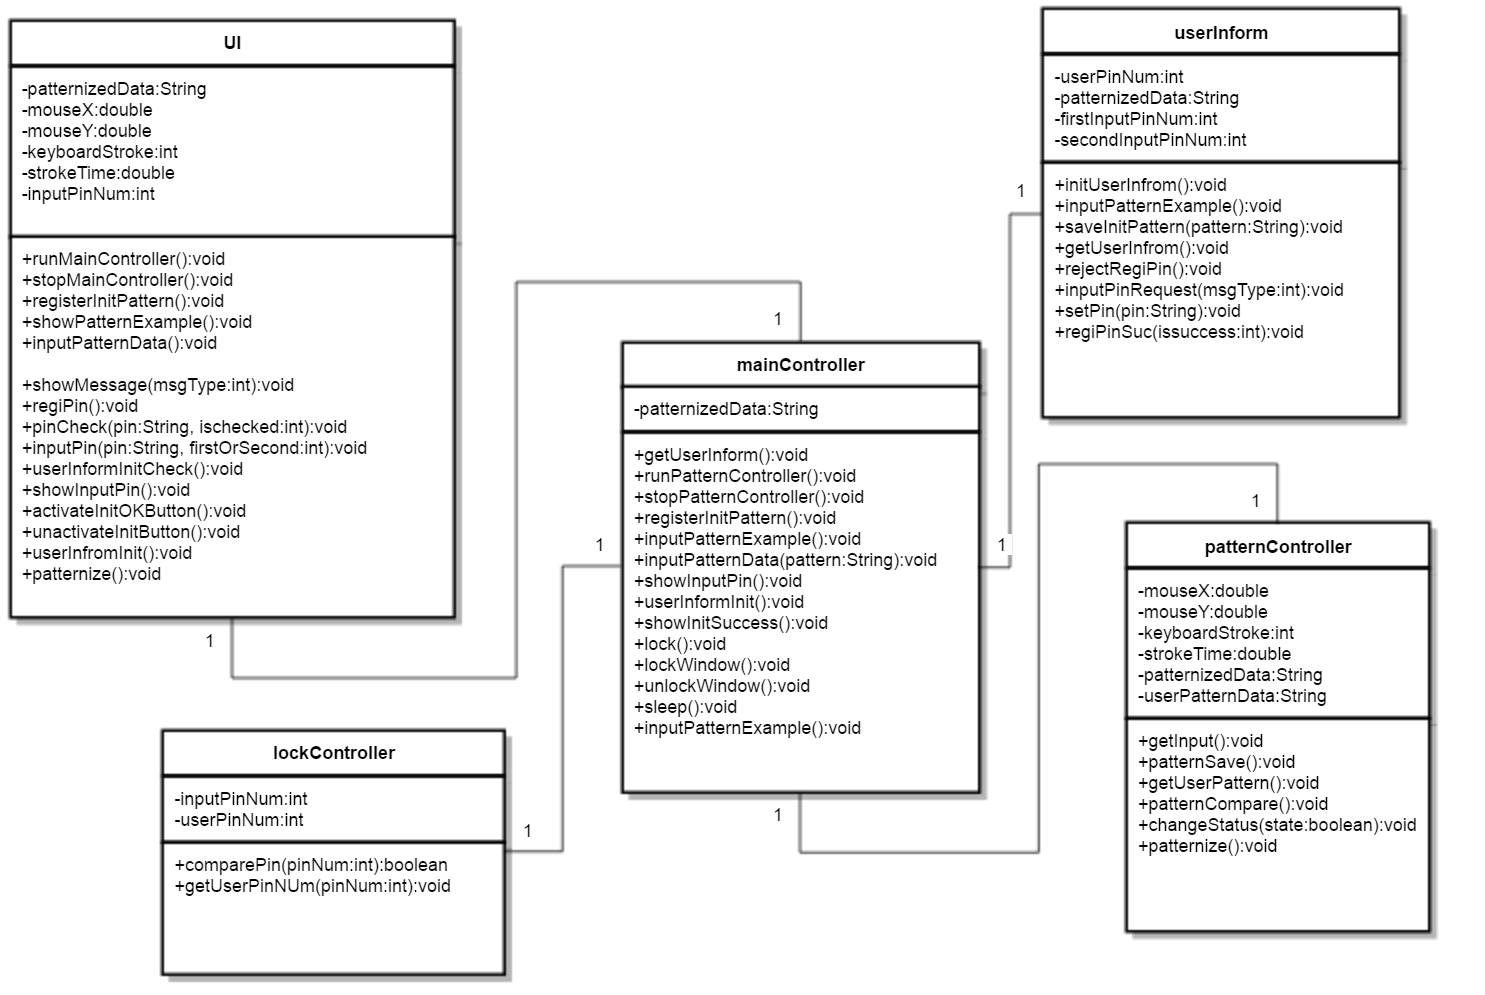 UI
-patternizedData:String
-mouseX:double
-mouseY:double
-keyboardStroke:int
-strokeTime:double
-inputPinNum:int
+runMainController():void
+stopMainController():void
+registerInitPattern():void
+showPatternExample():void
+inputPatternData():void
+showMessage(msgType:int):void
+regiPin():void
+pinCheck(pin:String, ischecked:int):void
+inputPin(pin:String, firstOrSecond:int):void
+userInformInitCheck():void
+showInputPin():void
+activateInitOKButton():void
+unactivateInitButton():void
+userInfromInit():void
+patternize():void
1
1
mainController
-patternizedData:String
+getUserInform():void
+runPatternController():void
+stopPatternController():void
+registerInitPattern():void
+inputPatternExample():void
+inputPatternData(pattern:String):void
+showInputPin():void
+userInformInit():void
+showInitSuccess():void
+lock():void
+lockWindow():void
+unlockWindow():void
+sleep():void
+inputPatternExample():void
1
1
1
1
userInform
-userPinNum:int
-patternizedData:String
-firstInputPinNum:int
-secondInputPinNum:int
+initUserInfrom():void
+inputPatternExample():void
+saveInitPattern(pattern:String):void
+getUserInfrom():void
+rejectRegiPin():void
+inputPinRequest(msgType:int):void
+setPin(pin:String):void
+regiPinSuc(issuccess:int):void
1
patternController
-mouseX:double
-mouseY:double
-keyboardStroke:int
-strokeTime:double
-patternizedData:String
-userPatternData:String
+getInput():void
+patternSave():void
+getUserPattern():void
+patternCompare():void
+changeStatus(state:boolean):void
+patternize():void
lockController
-inputPinNum:int
-userPinNum:int
+comparePin(pinNum:int):boolean
+getUserPinNUm(pinNum:int):void
1